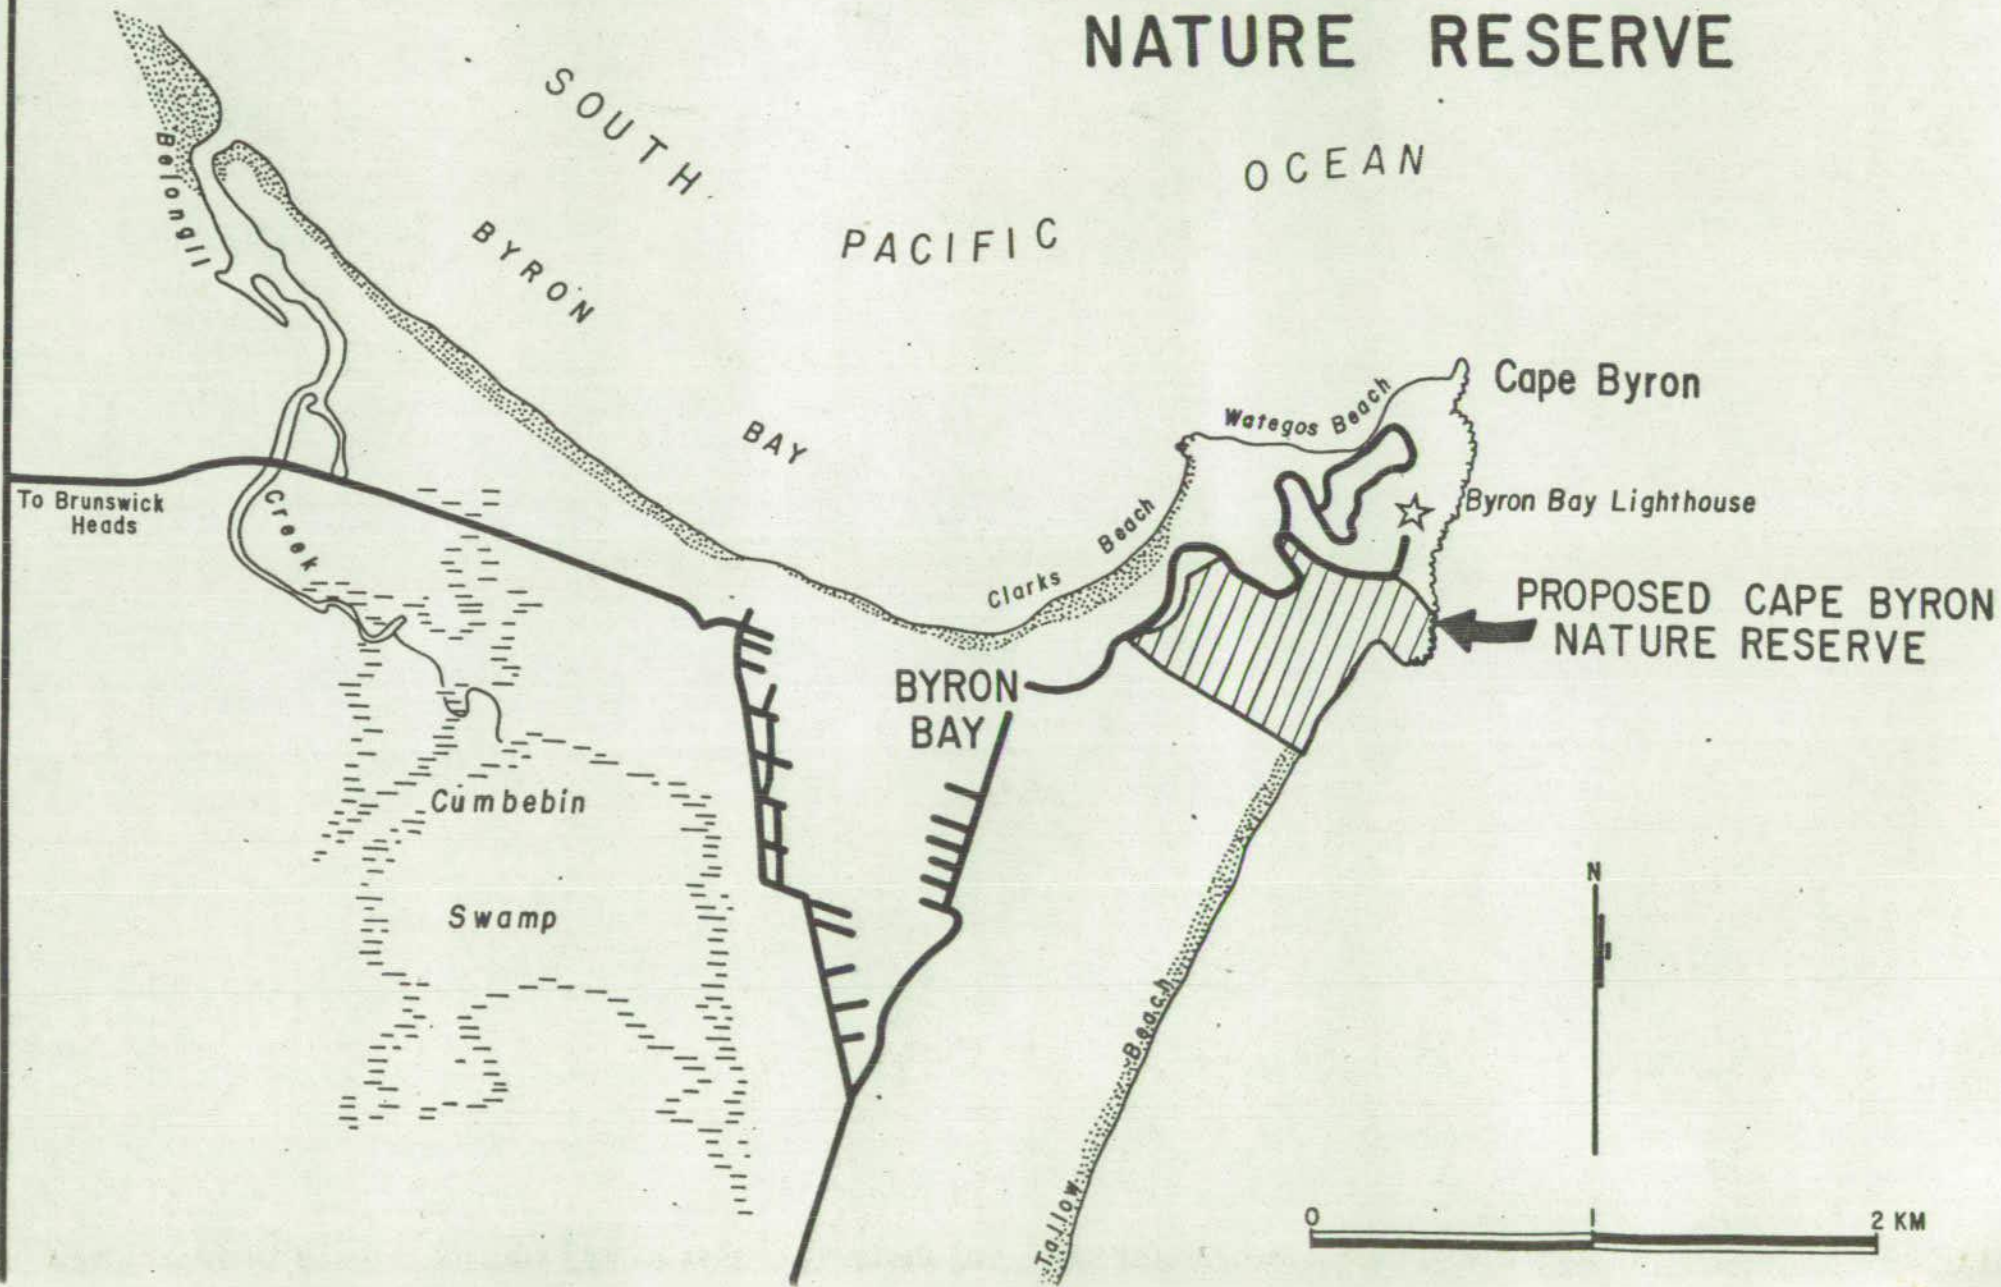 NATURE RESERVE
SOUTH
PACIFIC
OCEAN
BYRON
BAY
Belongil
Creek
To Brunswick
Heads
Wategos Beach
Cape Byron
Byron Bay Lighthouse
Clarks Beach
PROPOSED CAPE BYRON
NATURE RESERVE
BYRON
BAY
Cumbebin
Swamp
Tallow Beach
N
0 1 2 KM